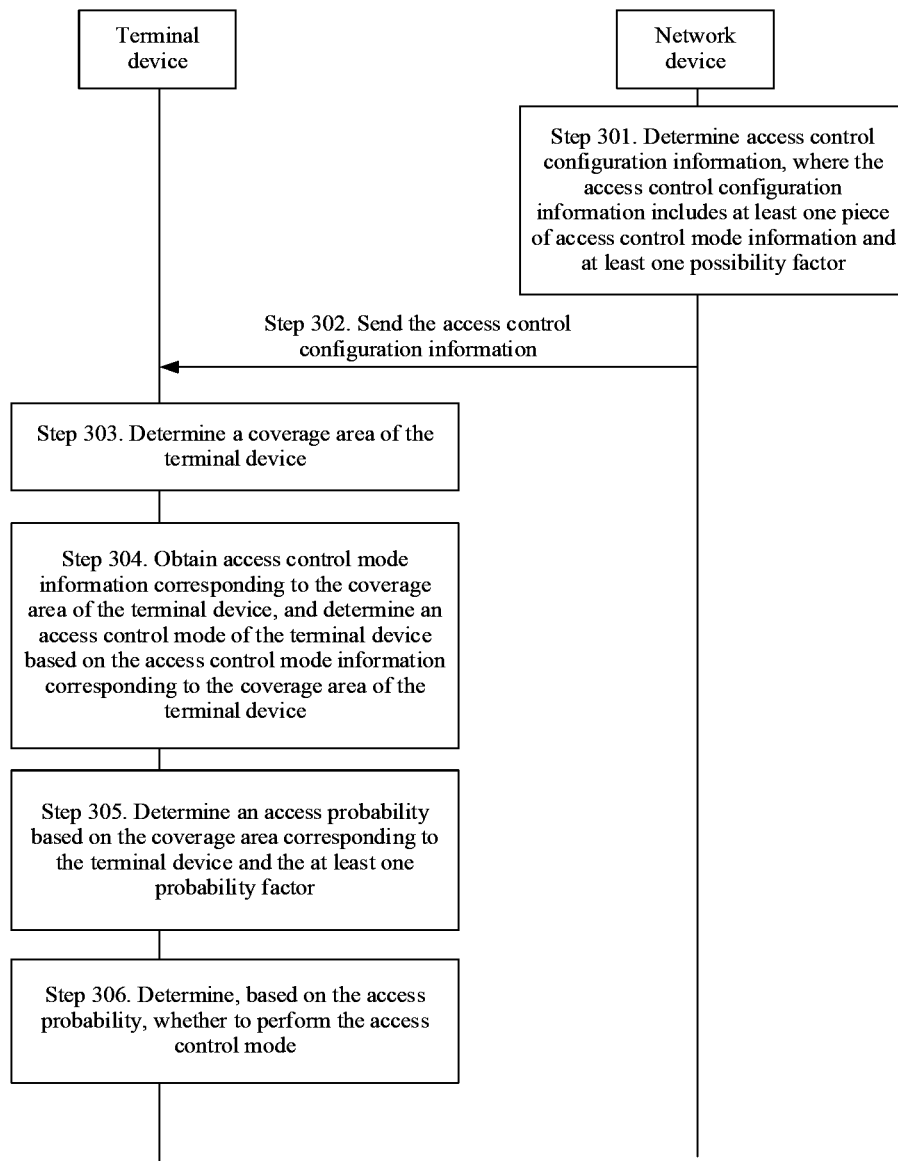 Terminal
device
Network
device
Step 301. Determine access control
configuration information, where the
access control configuration
information includes at least one piece
of access control mode information and
at least one possibility factor
Step 302. Send the access control
configuration information
Step 303. Determine a coverage area of the
terminal device
Step 304. Obtain access control mode
information corresponding to the coverage
area of the terminal device, and determine an
access control mode of the terminal device
based on the access control mode information
corresponding to the coverage area of the
terminal device
Step 305. Determine an access probability
based on the coverage area corresponding to
the terminal device and the at least one
probability factor
Step 306. Determine, based on the access
probability, whether to perform the access
control mode